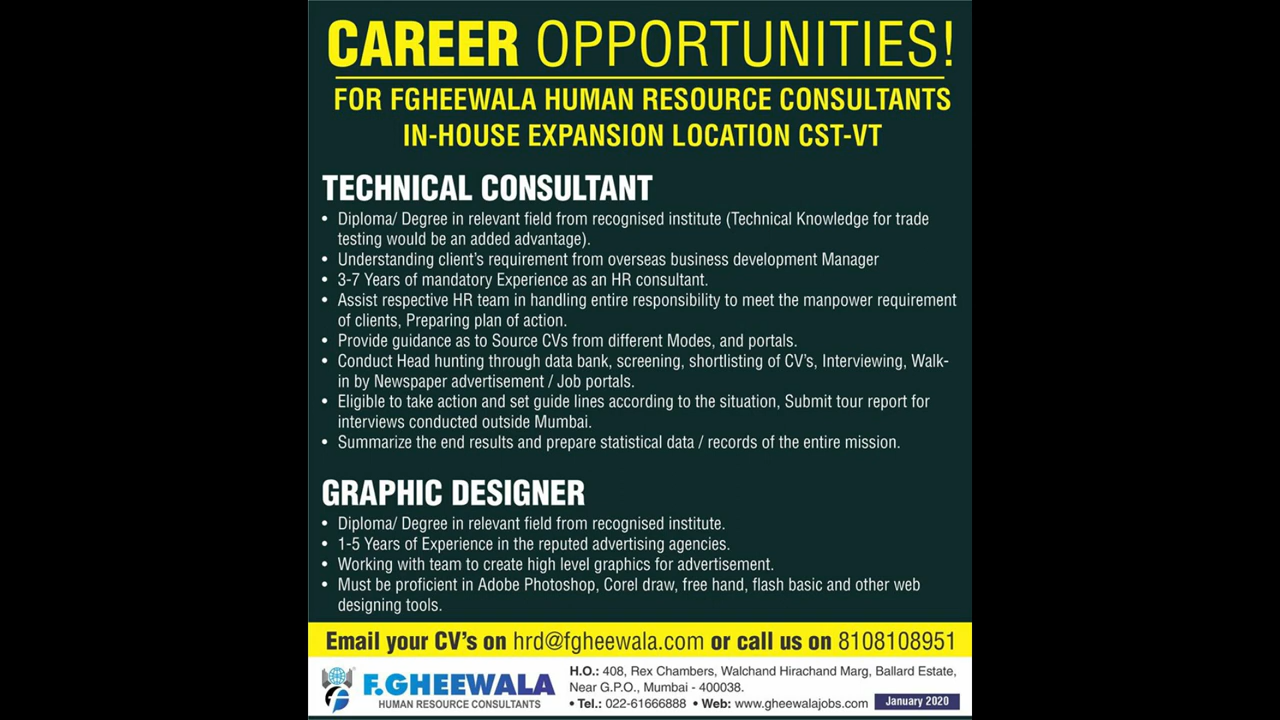 CAREER OPPORTUNITIES!
FOR FGHEEWALA HUMAN RESOURCE CONSULTANTS
IN-HOUSE EXPANSION LOCATION CST-VT
TECHNICAL CONSULTANT
• Diploma/ Degree in relevant field from recognised institute (Technical Knowledge for trade
testing would be an added advantage).
• Understanding client's requirement from overseas business development Manager
• 3-7 Years of mandatory Experience as an HR consultant.
• Assist respective HR team in handling entire responsibility to meet the manpower requirement
of clients, Preparing plan of action.
• Provide guidance as to Source CVs from different Modes, and portals.
• Conduct Head hunting through data bank, screening, shortlisting of CV's, Interviewing, Walk-
in by Newspaper advertisement / Job portals.
• Eligible to take action and set guide lines according to the situation, Submit tour report for
interviews conducted outside Mumbai.
• Summarize the end results and prepare statistical data / records of the entire mission.
GRAPHIC DESIGNER
• Diploma/ Degree in relevant field from recognised institute.
• 1-5 Years of Experience in the reputed advertising agencies.
• Working with team to create high level graphics for advertisement.
• Must be proficient in Adobe Photoshop, Corel draw, free hand, flash basic and other web
designing tools.
Email your CV's on hrd@fgheewala.com or call us on 8108108951
F.GHEEWALA
HUMAN RESOURCE CONSULTANTS
H.O.: 408, Rex Chambers, Walchand Hirachand Marg, Ballard Estate,
Near G.P.O., Mumbai - 400038.
• Tel.: 022-61666888 • Web: www.gheewalajobs.com
January 2020